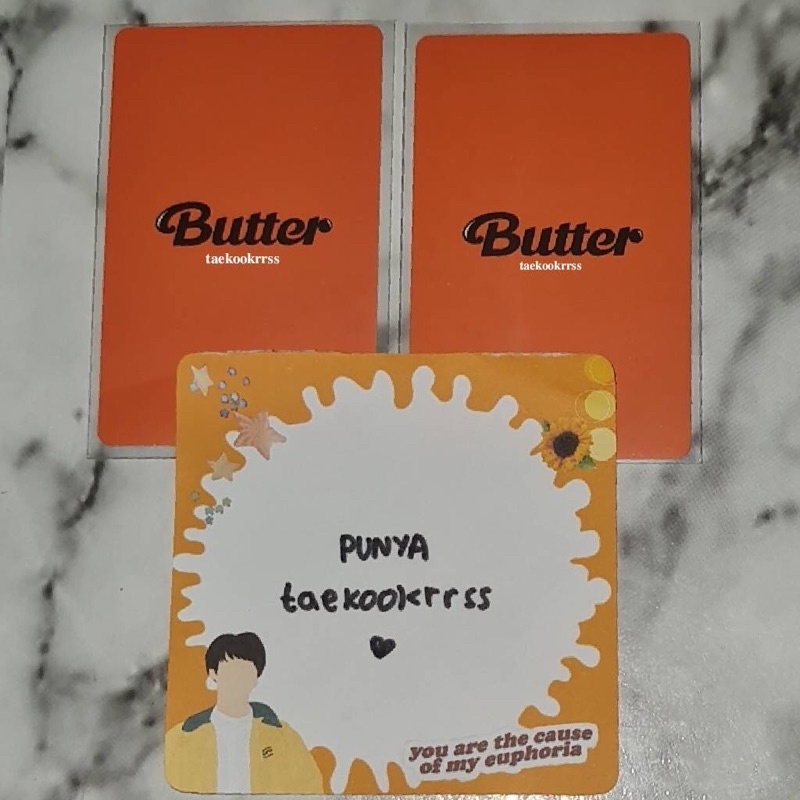 Butter
taekookrrss
Butter
taekookrrss
PUNYA
taekookrrss
you are the cause
of my euphoria